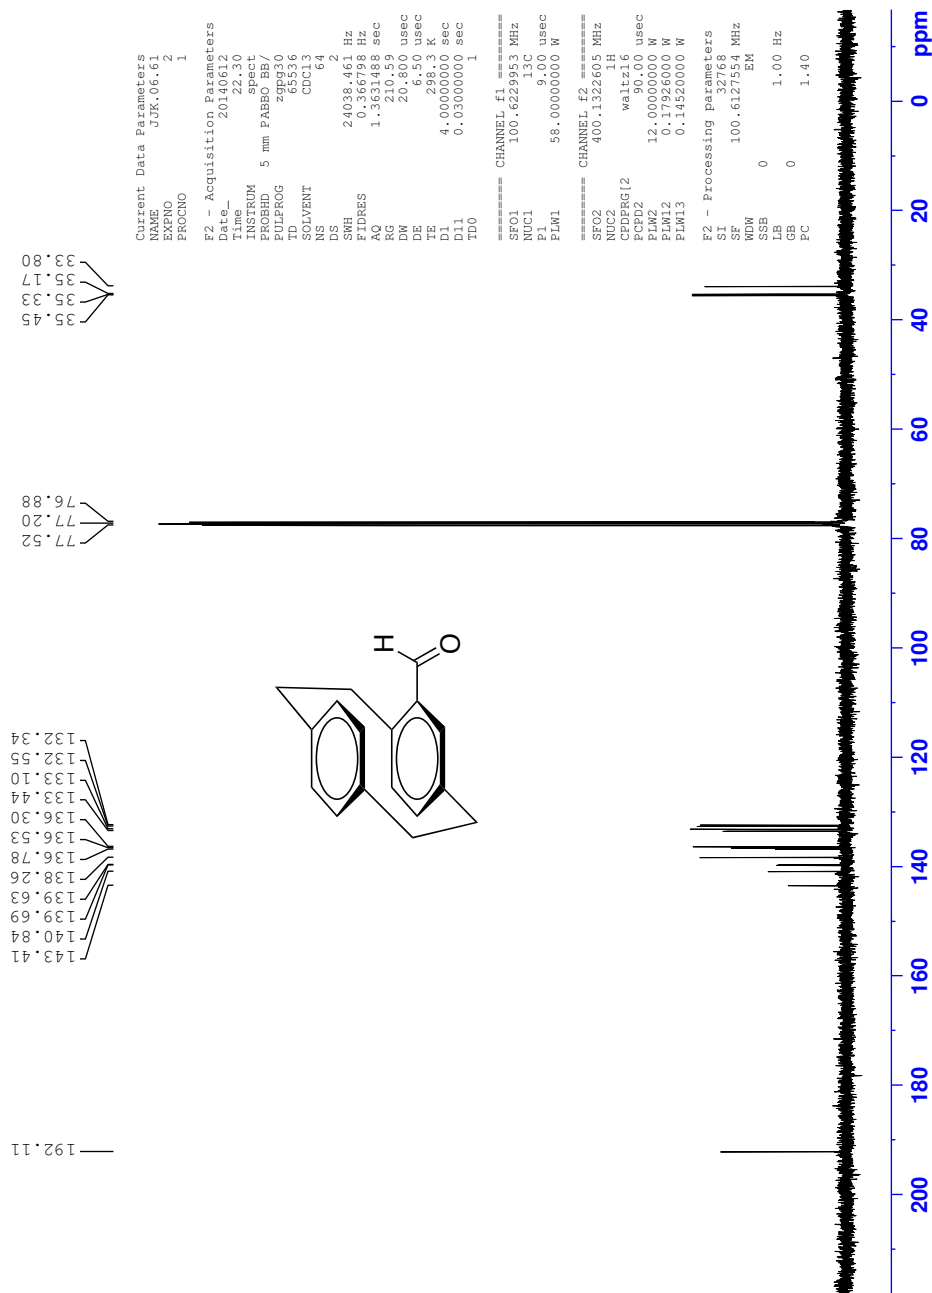 Current Data Parameters
NAME JJK.06.61
EXPNO 2
PROCNO 1
F2 - Acquisition Parameters
Date_ 20140612
Time 22.30
INSTRUM spect
PROBHD 5 mm PABBO BB/
PULPROG zgpg30
TD 65536
SOLVENT CDCl3
NS 64
DS 2
SWH 24038.461 Hz
FIDRES 0.366798 Hz
AQ 1.3631488 sec
RG 210.59
DW 20.800 usec
DE 6.50 usec
TE 298.3 K
D1 4.00000000 sec
D11 0.03000000 sec
TD0 1
======== CHANNEL f1 ========
SFO1 100.6229953 MHz
NUC1 13C
P1 9.00 usec
PLW1 58.00000000 W
======== CHANNEL f2 ========
SFO2 400.1322605 MHz
NUC2 1H
CPDPRG[2 waltz16
PCPD2 90.00 usec
PLW2 12.00000000 W
PLW12 0.17926000 W
PLW13 0.14520000 W
F2 - Processing parameters
SI 32768
SF 100.6127554 MHz
WDW EM
SSB 0
LB 1.00 Hz
GB 0
PC 1.40
192.11
143.41
140.84
139.69
139.63
138.26
136.78
136.53
136.30
133.44
133.10
132.55
132.34
77.52
77.20
76.88
35.45
35.33
35.17
33.80
H
O
200 180 160 140 120 100 80 60 40 20 0 ppm